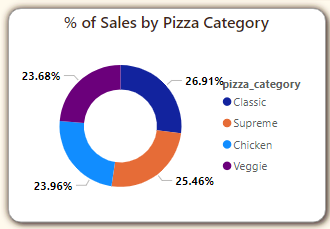 % of Sales by Pizza Category
23.68%
26.91%
pizza_category
Classic
Supreme
Chicken
Veggie
23.96%
25.46%